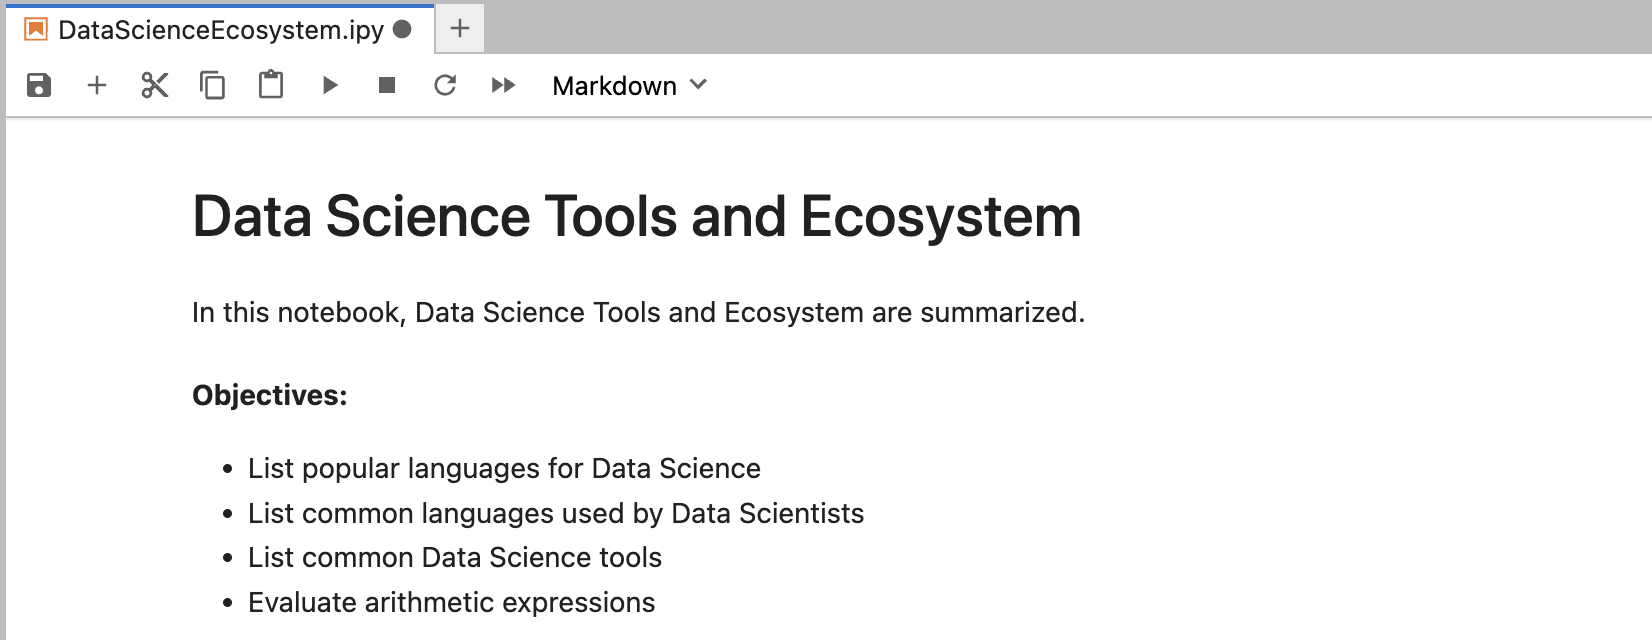 DataScienceEcosystem.ipy
Markdown
Data Science Tools and Ecosystem
In this notebook, Data Science Tools and Ecosystem are summarized.
Objectives:
• List popular languages for Data Science
• List common languages used by Data Scientists
• List common Data Science tools
• Evaluate arithmetic expressions